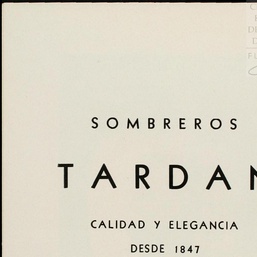 SOMBREROS
TARDAN
CALIDAD Y ELEGANCIA
DESDE 1847